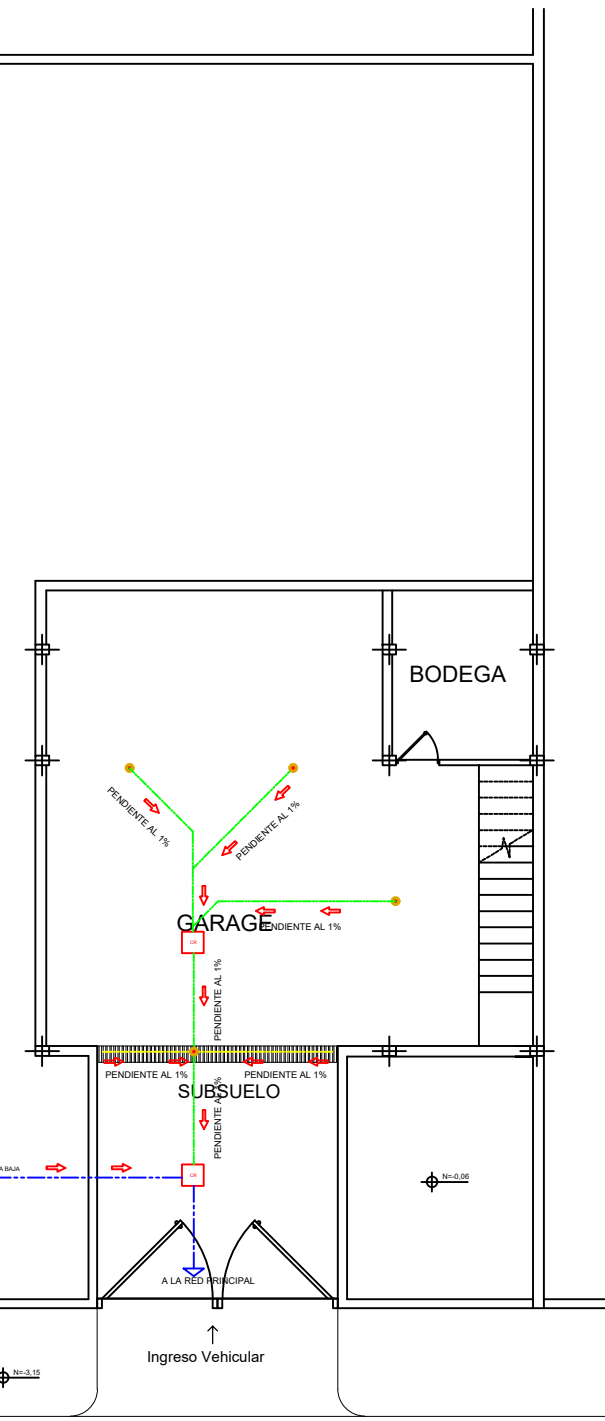 BODEGA
PENDIENTE AL 1%
PENDIENTE AL 1%
GARAGE
PENDIENTE AL 1%
CR
PENDIENTE AL 1%
PENDIENTE AL 1%
PENDIENTE AL 1%
SUBSUELO
PENDIENTE AL 1%
A BAJA
CR
N=-0,06
A LA RED PRINCIPAL
Ingreso Vehicular
N=-3,15